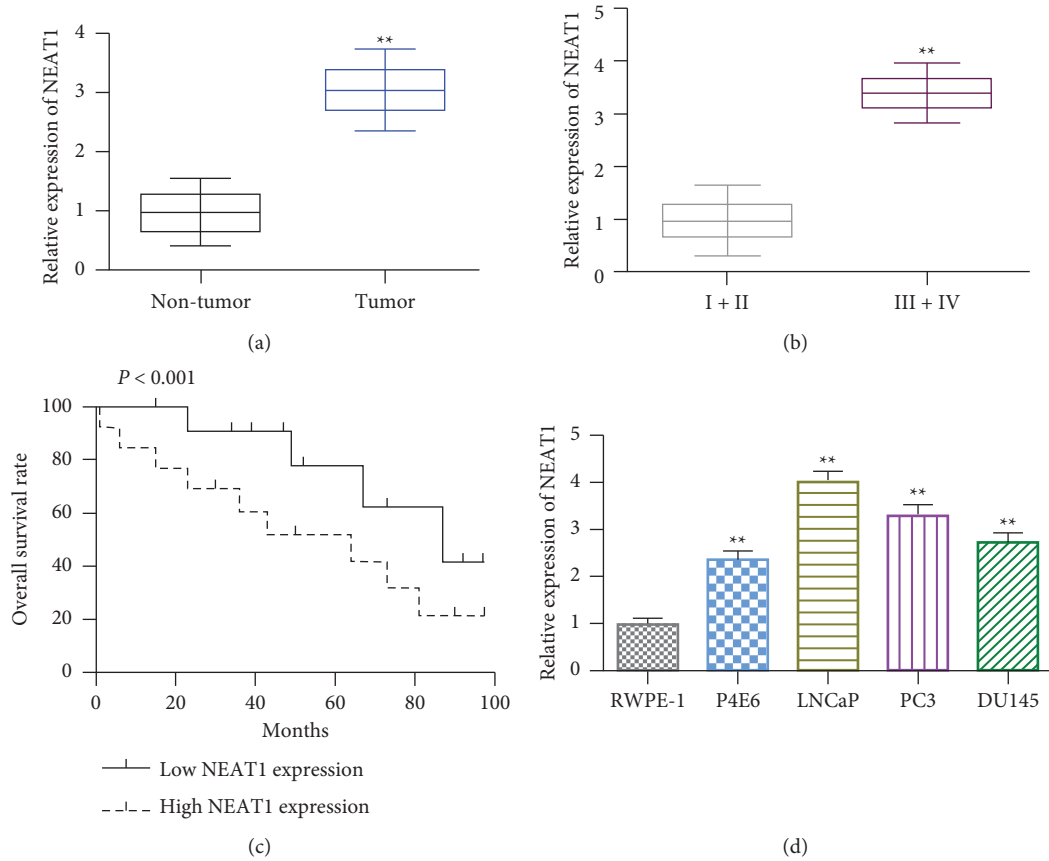 Relative expression of NEAT1
4
3
2
1
0
**
Non-tumor
Tumor
(a)
Relative expression of NEAT1
5
4
3
2
1
0
**
I + II
III + IV
(b)
P < 0.001
Overall survival rate
100
80
60
40
20
0
0
20
40
60
80
100
Months
Low NEAT1 expression
High NEAT1 expression
(c)
Relative expression of NEAT1
5
4
3
2
1
0
**
**
**
**
RWPE-1
P4E6
LNCaP
PC3
DU145
(d)